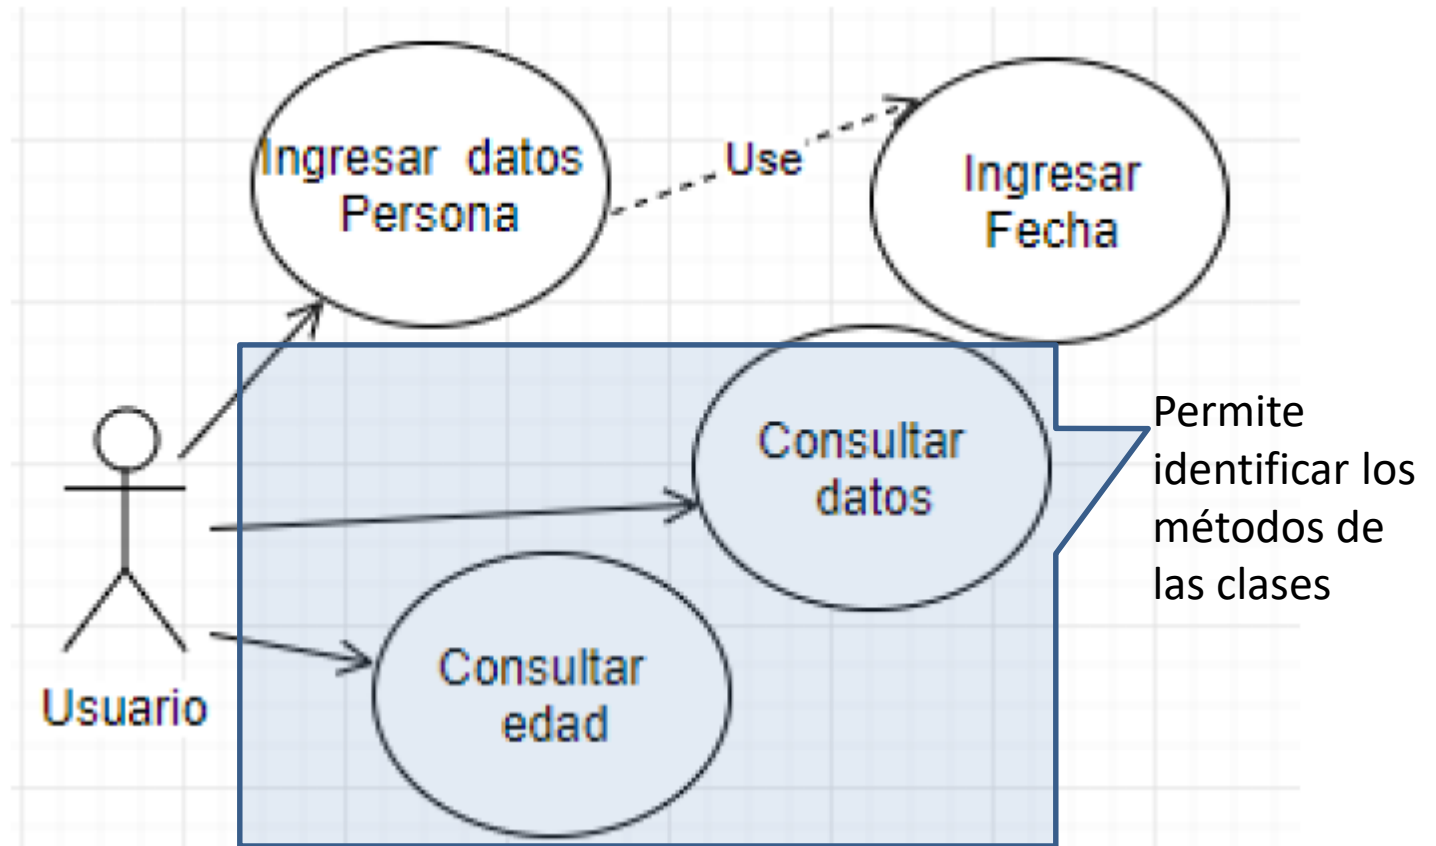 Ingresar datos
Persona
Use
Ingresar
Fecha
Consultar
datos
Permite
identificar los
métodos de
las clases
Consultar
edad
Usuario